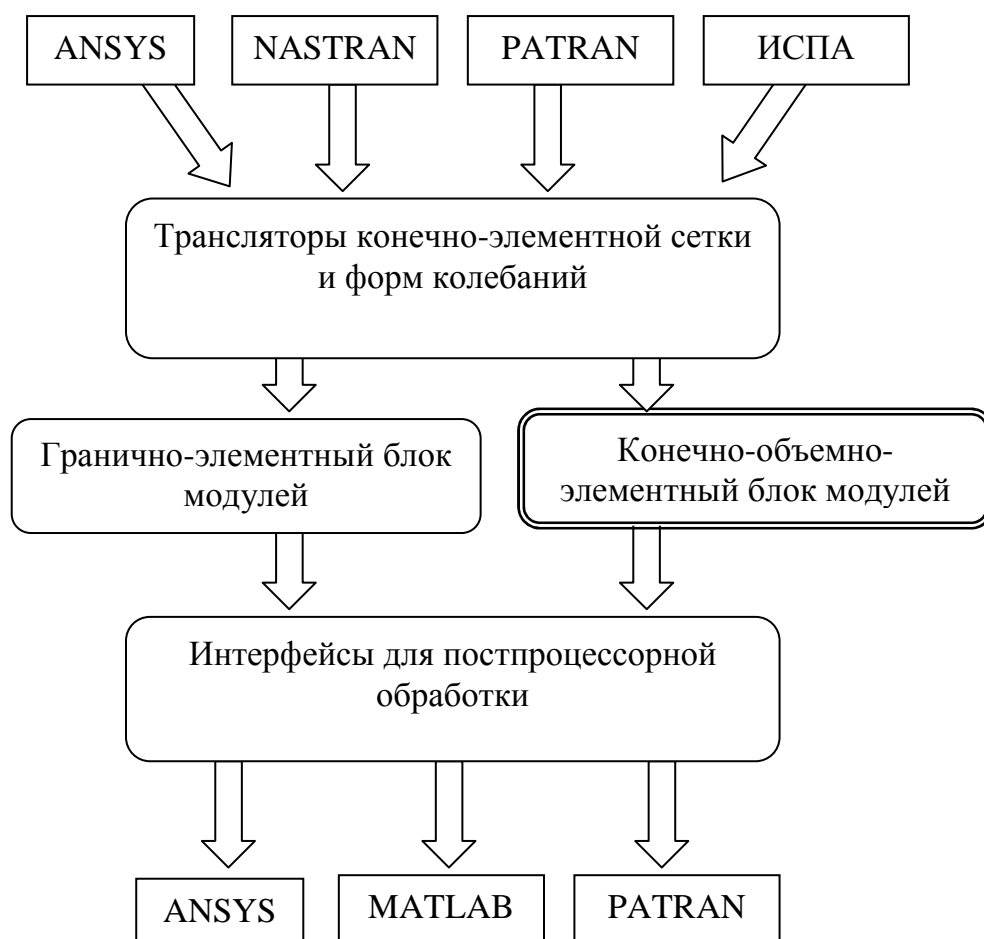 ANSYS
NASTRAN
PATRAN
ИСПА
Трансляторы конечно-элементной сетки
и форм колебаний
Гранично-элементный блок
модулей
Конечно-объемно-
элементный блок модулей
Интерфейсы для постпроцессорной
обработки
ANSYS
MATLAB
PATRAN